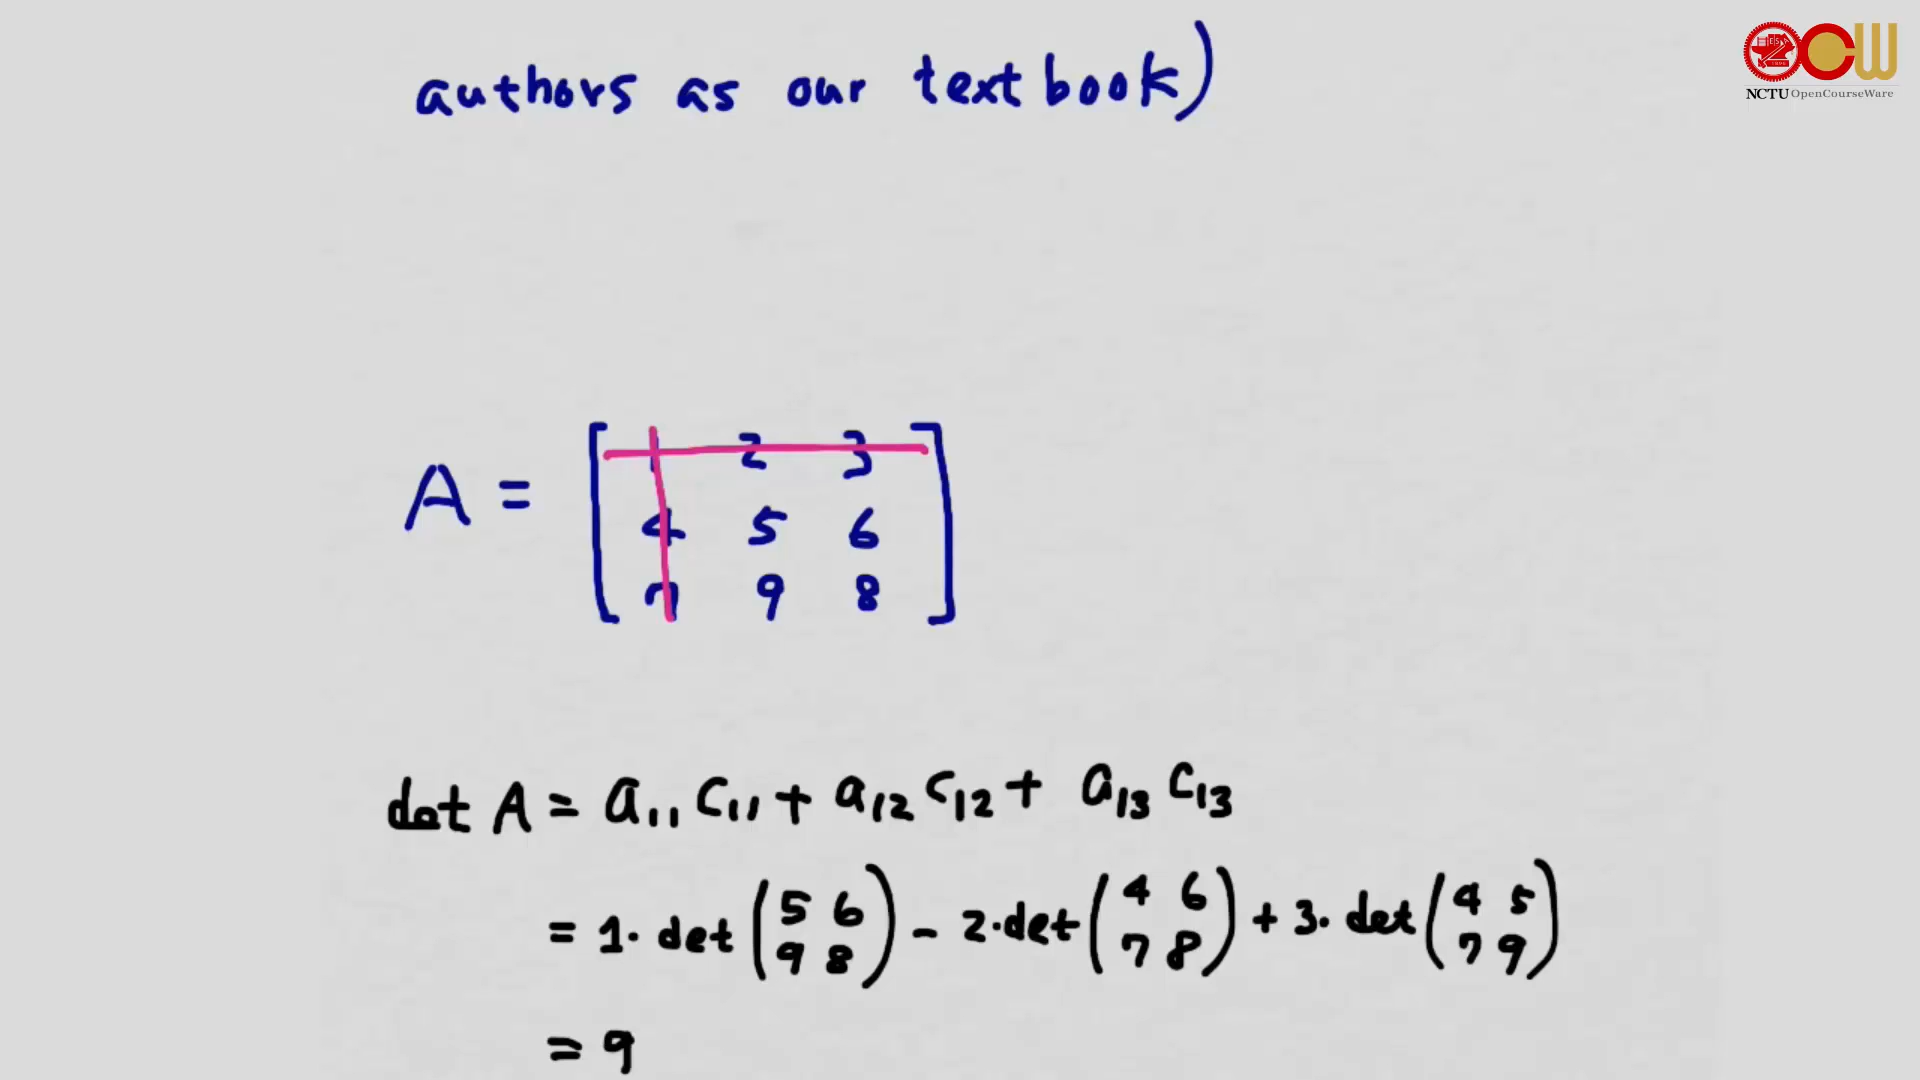 authors as our textbook)
NCTU OpenCourseWare
A = [ 1 2 3
4 5 6
7 9 8 ]
det A = a11 c11 + a12 c12 + a13 c13
= 1. det (5 6 9 8) - 2.det (4 6 7 8) + 3. det (4 5 7 9)
= 9